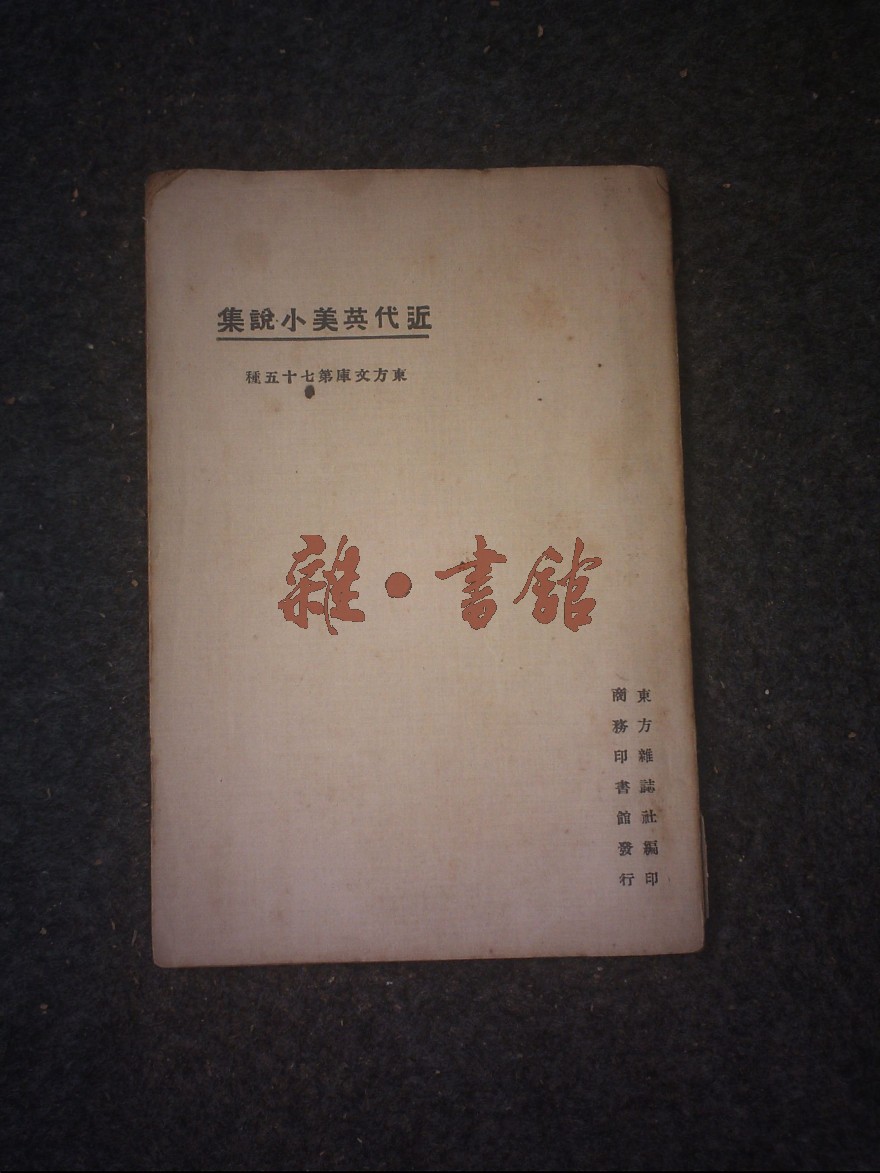 近代英美小說集
東方文庫第七十五種
雜·書館
東方雜誌社編印
商務印書館發行